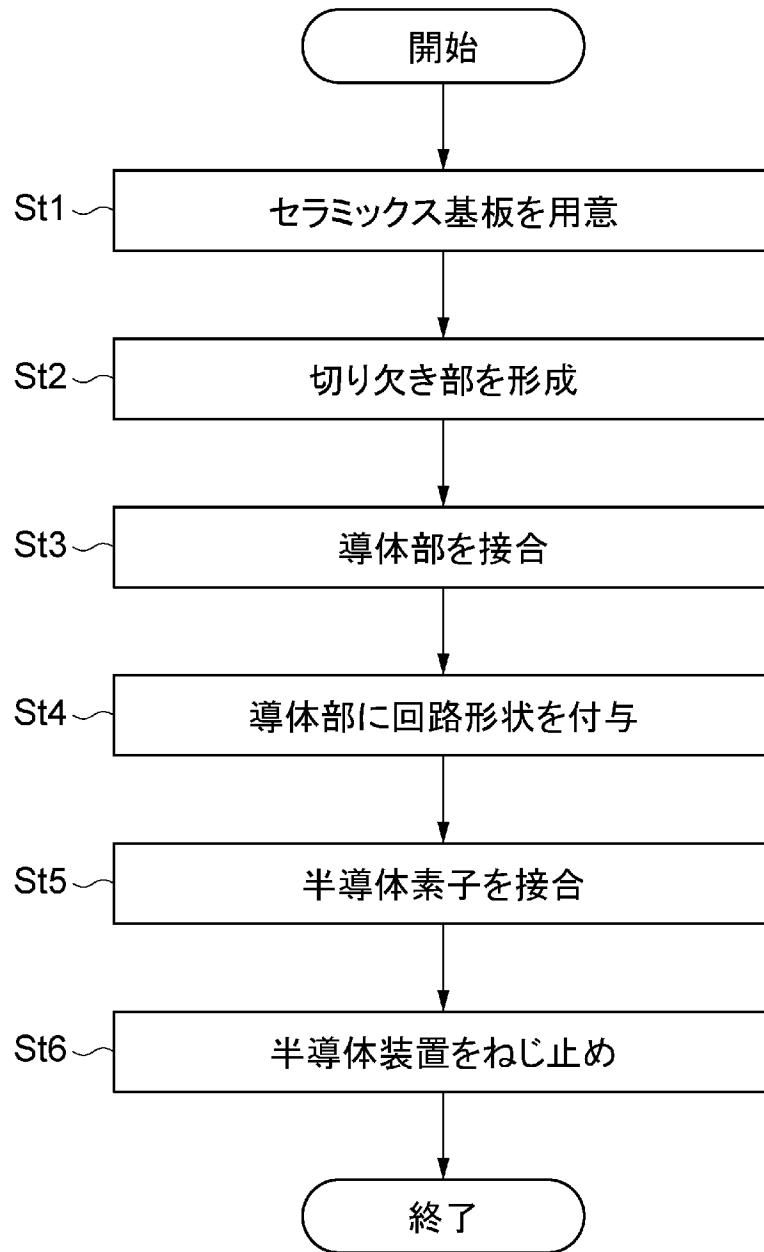 開始
St1 セラミックス基板を用意
St2 切り欠き部を形成
St3 導体部を接合
St4 導体部に回路形状を付与
St5 半導体素子を接合
St6 半導体装置をねじ止め
終了